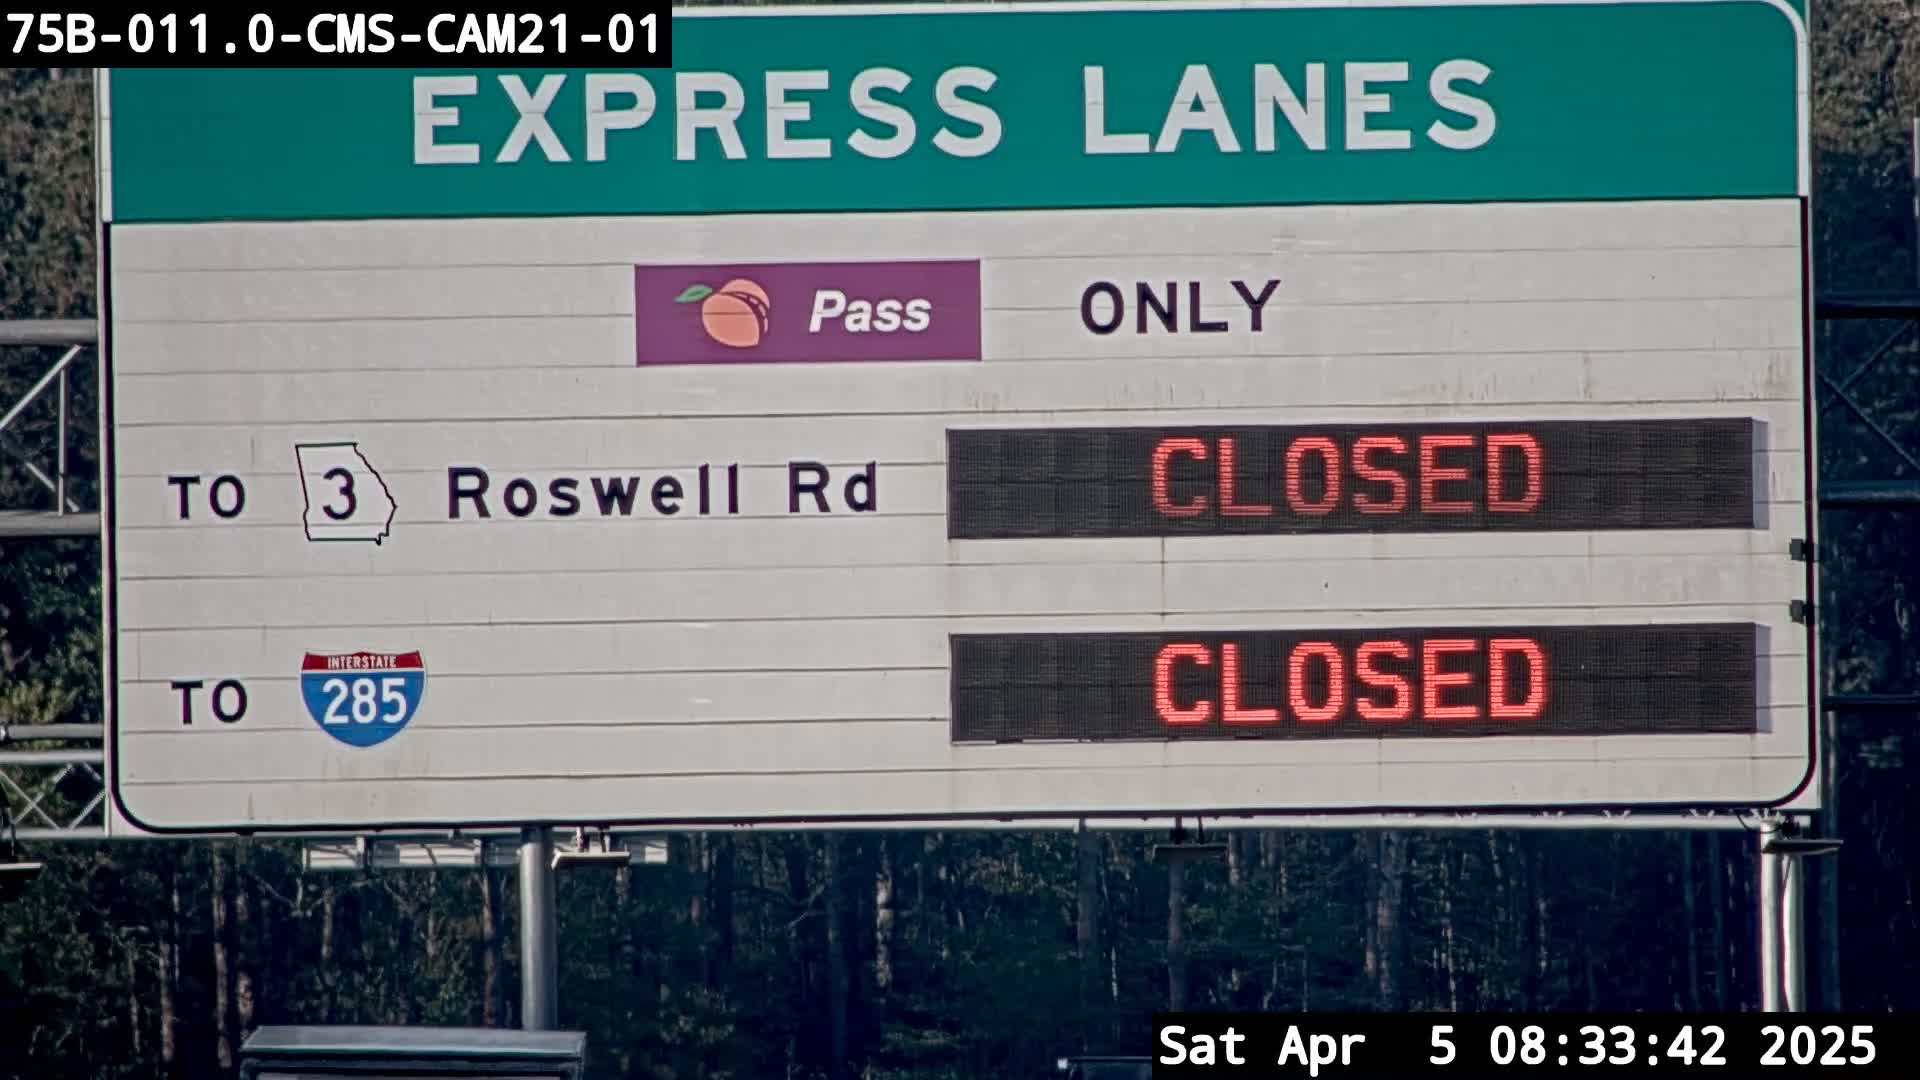 75B-011.0-CMS-CAM21-01
EXPRESS LANES
Pass ONLY
TO 3 Roswell Rd CLOSED
TO INTERSTATE 285 CLOSED
Sat Apr 5 08:33:42 2025